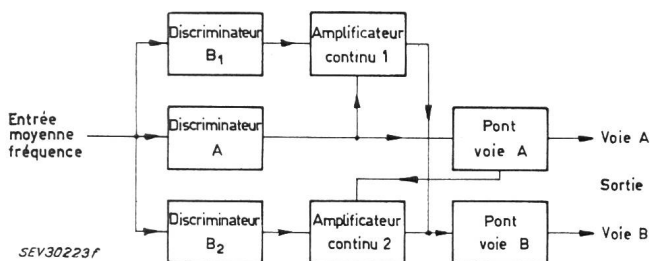 Discriminateur
B1
Amplificateur
continu 1
Entrée
moyenne
fréquence
Discriminateur
A
Pont
voie A
Voie A
Sortie
Discriminateur
B2
Amplificateur
continu 2
Pont
voie B
Voie B
SEV30223f